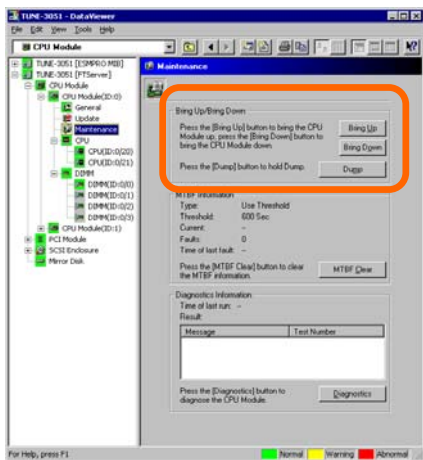 TUNE-3051 - DataViewer
File Edit View Tools Help
CPU Module
TUNE-3051 [ESMPRO MIB]
TUNE-3051 [FTServer]
CPU Module
CPU Module(ID:0)
General
Update
Maintenance
CPU
CPU(ID:0/20)
CPU(ID:0/21)
DIMM
DIMM(ID:0/0)
DIMM(ID:0/1)
DIMM(ID:0/2)
DIMM(ID:0/3)
CPU Module(ID:1)
PCI Module
SCSI Enclosure
Mirror Disk
Maintenance
Bring Up/Bring Down
Press the [Bring Up] button to bring the CPU
Module up, press the [Bring Down] button to
bring the CPU Module down.
Bring Up
Bring Down
Press the [Dump] button to hold Dump.
Dump
MTBF Information
Type: Use Threshold
Threshold: 600 Sec
Current: -
Faults: 0
Time of last fault: -
Press the [MTBF Clear] button to clear
the MTBF information.
MTBF Clear
Diagnostics Information
Time of last run: -
Result:
Message Test Number
Press the [Diagnostics] button to
diagnose the CPU Module.
Diagnostics
For Help, press F1
Normal Warning Abnormal